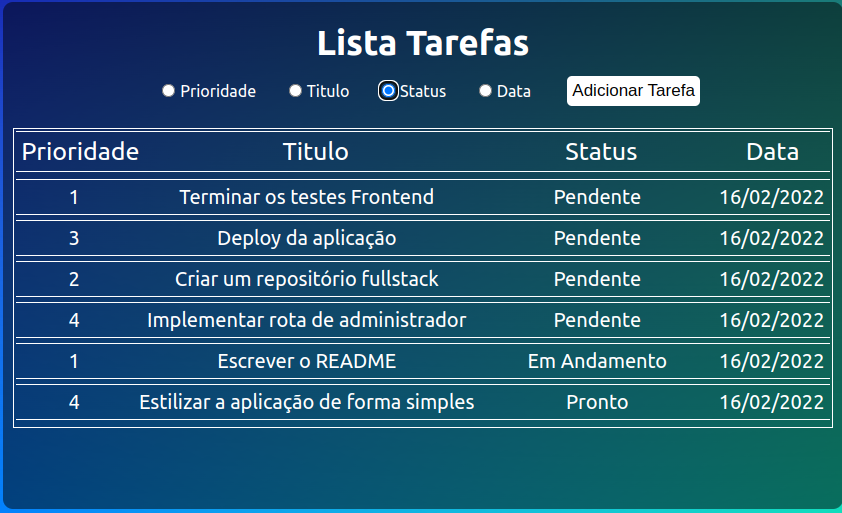 Lista Tarefas
Prioridade Titulo Status Data Adicionar Tarefa
Prioridade Titulo Status Data
1 Terminar os testes Frontend Pendente 16/02/2022
3 Deploy da aplicação Pendente 16/02/2022
2 Criar um repositório fullstack Pendente 16/02/2022
4 Implementar rota de administrador Pendente 16/02/2022
1 Escrever o README Em Andamento 16/02/2022
4 Estilizar a aplicação de forma simples Pronto 16/02/2022